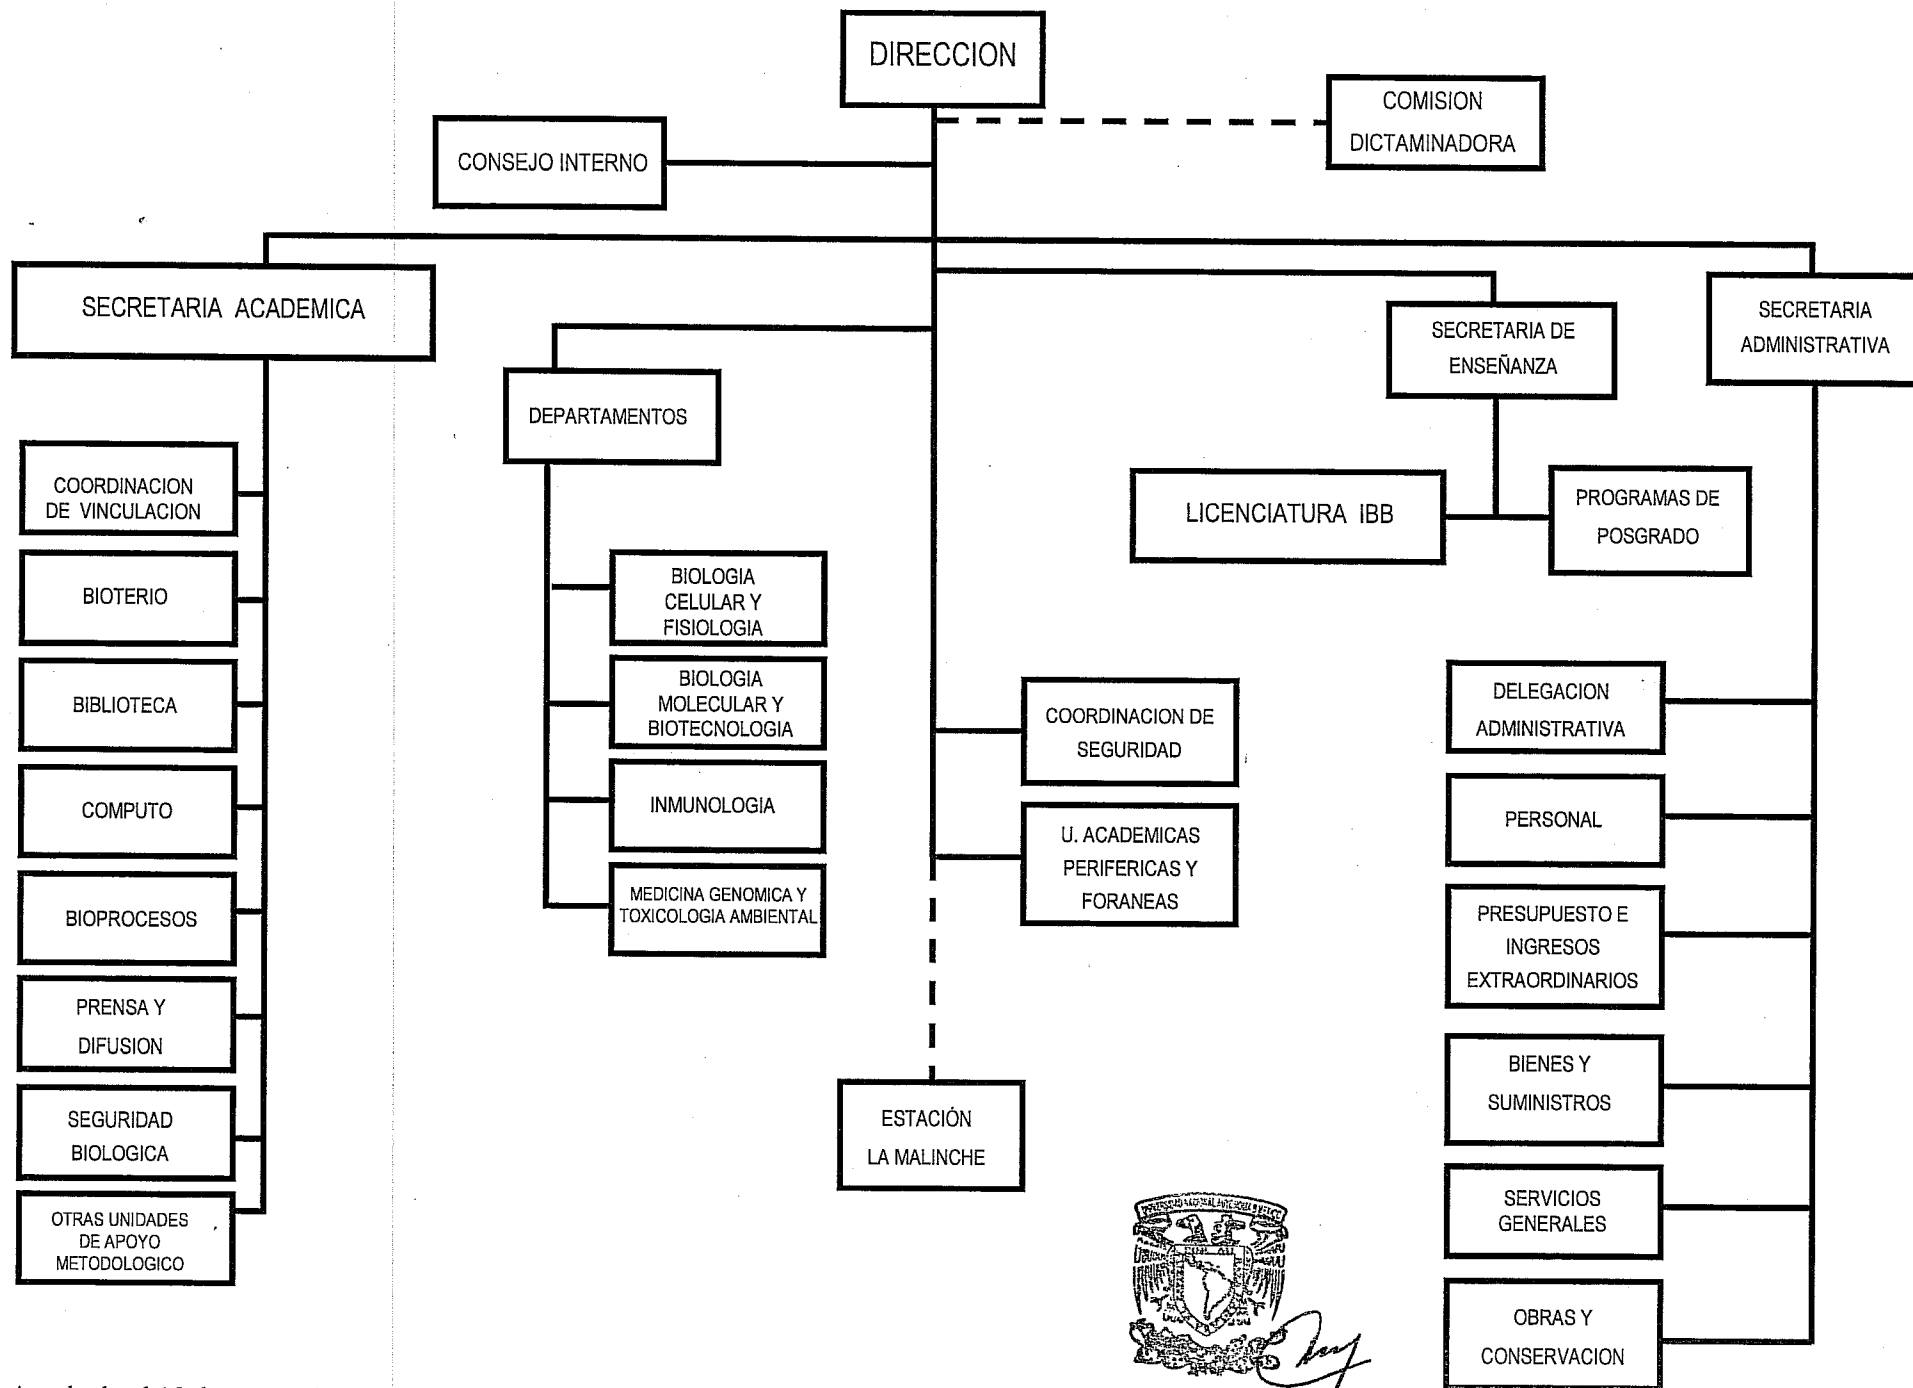 DIRECCION
COMISION
DICTAMINADORA
CONSEJO INTERNO
SECRETARIA ACADEMICA
SECRETARIA DE
ENSEÑANZA
SECRETARIA
ADMINISTRATIVA
DEPARTAMENTOS
LICENCIATURA IBB
PROGRAMAS DE
POSGRADO
COORDINACION
DE VINCULACION
BIOTERIO
BIBLIOTECA
COMPUTO
BIOPROCESOS
PRENSA Y
DIFUSION
SEGURIDAD
BIOLOGICA
OTRAS UNIDADES
DE APOYO
METODOLOGICO
BIOLOGIA
CELULAR Y
FISIOLOGIA
BIOLOGIA
MOLECULAR Y
BIOTECNOLOGIA
INMUNOLOGIA
MEDICINA GENOMICA Y
TOXICOLOGIA AMBIENTAL
COORDINACION DE
SEGURIDAD
U. ACADEMICAS
PERIFERICAS Y
FORANEAS
ESTACIÓN
LA MALINCHE
DELEGACION
ADMINISTRATIVA
PERSONAL
PRESUPUESTO E
INGRESOS
EXTRAORDINARIOS
BIENES Y
SUMINISTROS
SERVICIOS
GENERALES
OBRAS Y
CONSERVACION